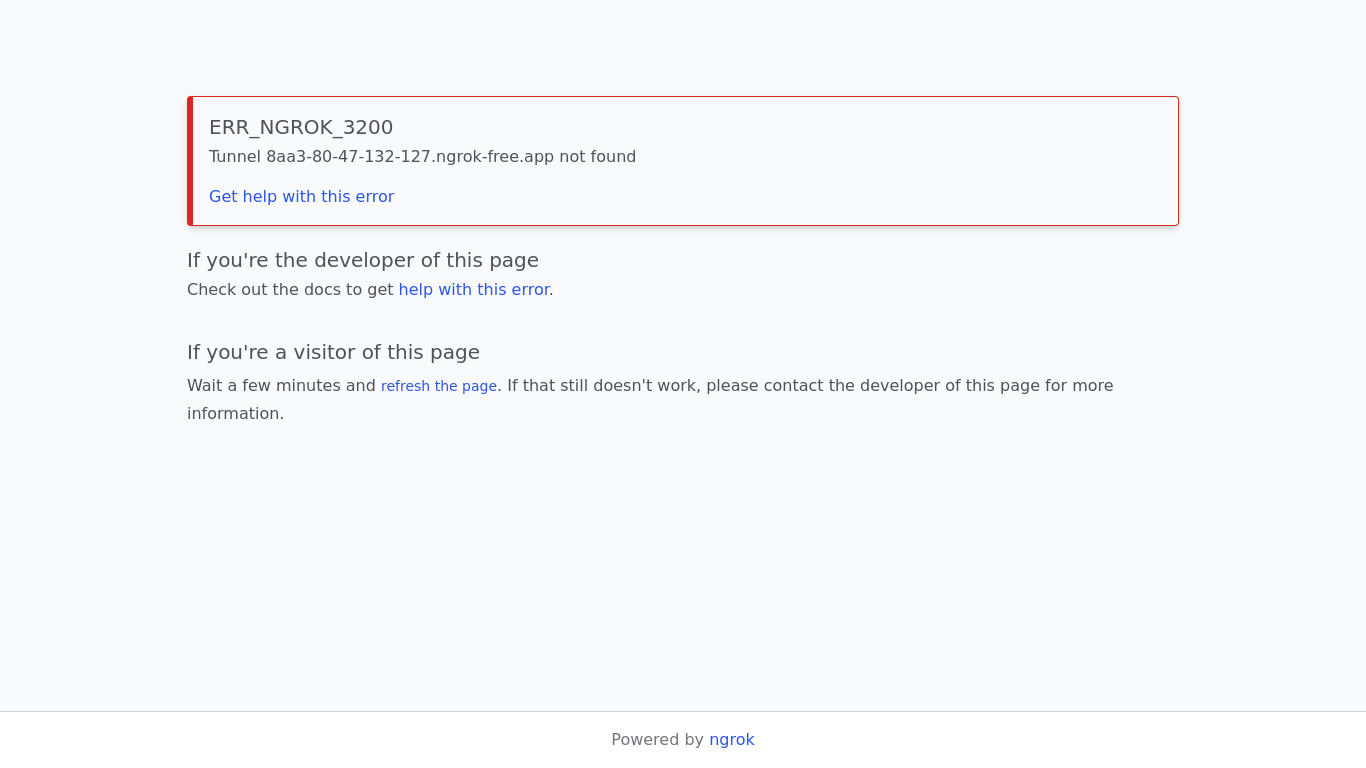 ERR_NGROK_3200
Tunnel 8aa3-80-47-132-127.ngrok-free.app not found
Get help with this error
If you're the developer of this page
Check out the docs to get help with this error.
If you're a visitor of this page
Wait a few minutes and refresh the page. If that still doesn't work, please contact the developer of this page for more
information.
Powered by ngrok